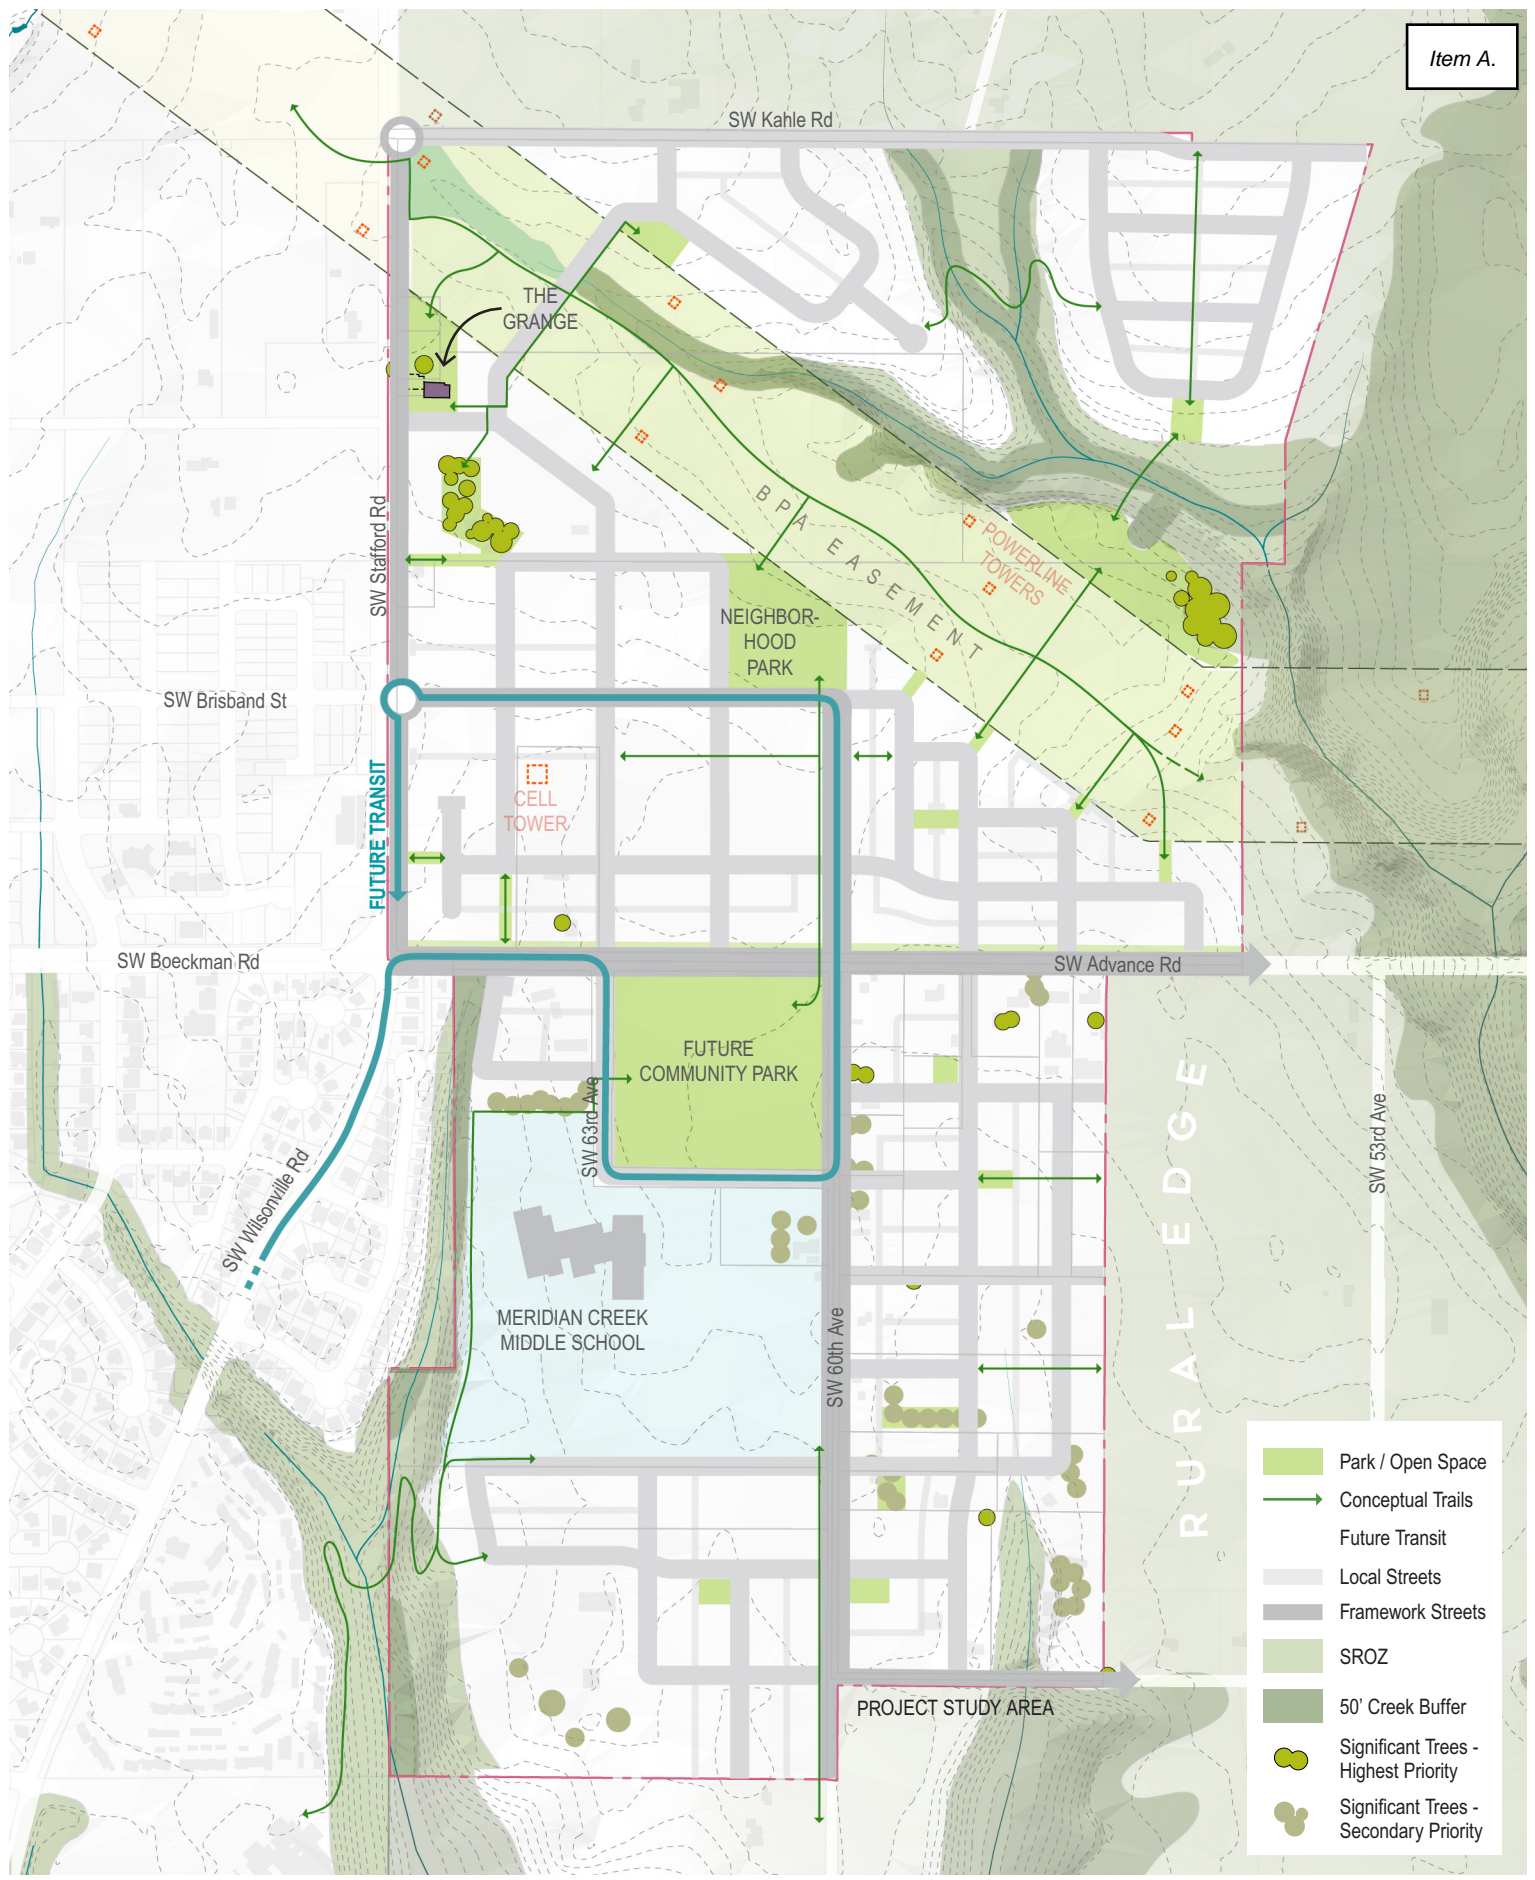 Item A.
SW Kahle Rd
THE
GRANGE
SW Stafford Rd
BPA EASEMENT
POWERLINE
TOWERS
NEIGHBOR-
HOOD
PARK
SW Brisband St
FUTURE TRANSIT
CELL
TOWER
SW Boeckman Rd
SW Advance Rd
FUTURE
COMMUNITY PARK
SW 63rd Ave
SW Wilsonville Rd
MERIDIAN CREEK
MIDDLE SCHOOL
SW 60th Ave
RURAL EDGE
SW 53rd Ave
PROJECT STUDY AREA
Park / Open Space
Conceptual Trails
Future Transit
Local Streets
Framework Streets
SROZ
50’ Creek Buffer
Significant Trees -
Highest Priority
Significant Trees -
Secondary Priority